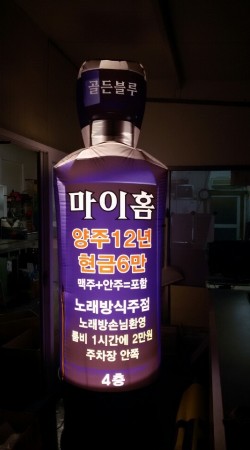 골든블루
마이홈
양주12년
현금6만
맥주+안주=포함
노래방식주점
노래방손님환영
룸비 1시간에 2만원
주차장 안쪽
4층